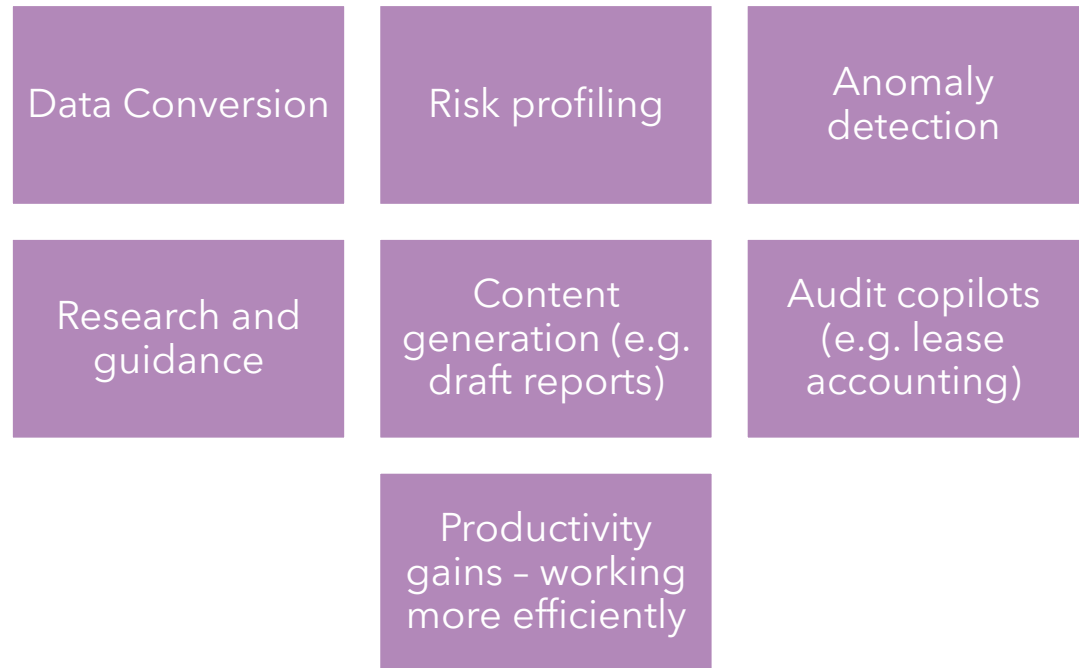 Data Conversion
Risk profiling
Anomaly
detection
Research and
guidance
Content
generation (e.g.
draft reports)
Audit copilots
(e.g. lease
accounting)
Productivity
gains – working
more efficiently